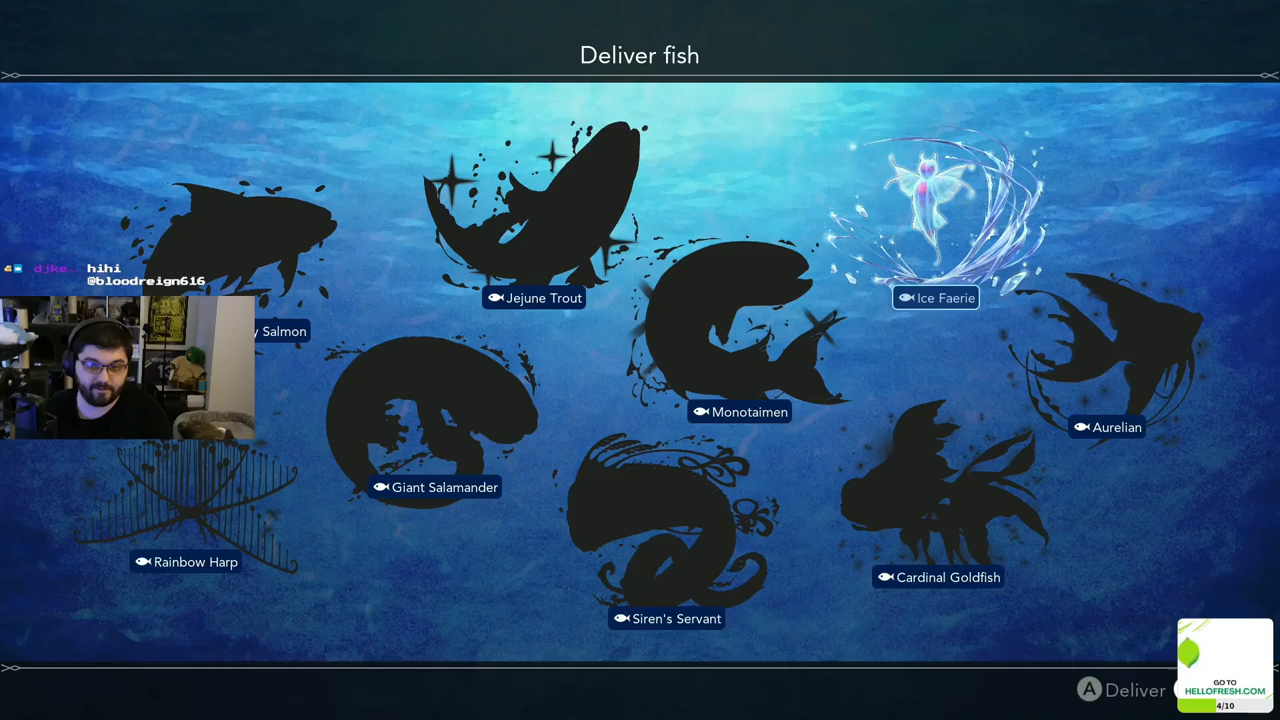 Deliver fish
djke...
hihi
@bloodreign616
Jejune Trout
Ice Faerie
y Salmon
Monotaimen
Aurelian
Giant Salamander
Rainbow Harp
Cardinal Goldfish
Siren's Servant
A Deliver
GO TO
HELLOFRESH.COM
4/10